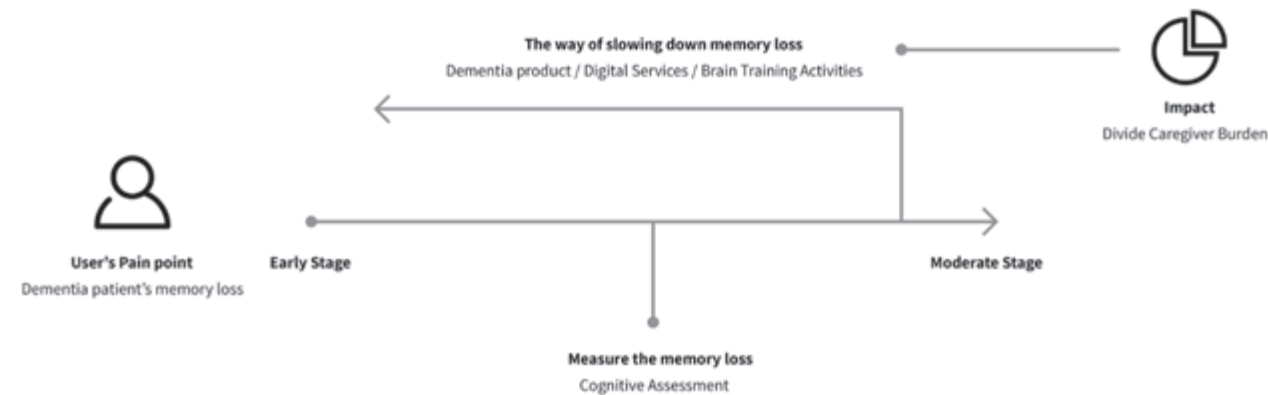 The way of slowing down memory loss
Dementia product / Digital Services / Brain Training Activities
Impact
Divide Caregiver Burden
User's Pain point
Dementia patient's memory loss
Early Stage
Moderate Stage
Measure the memory loss
Cognitive Assessment